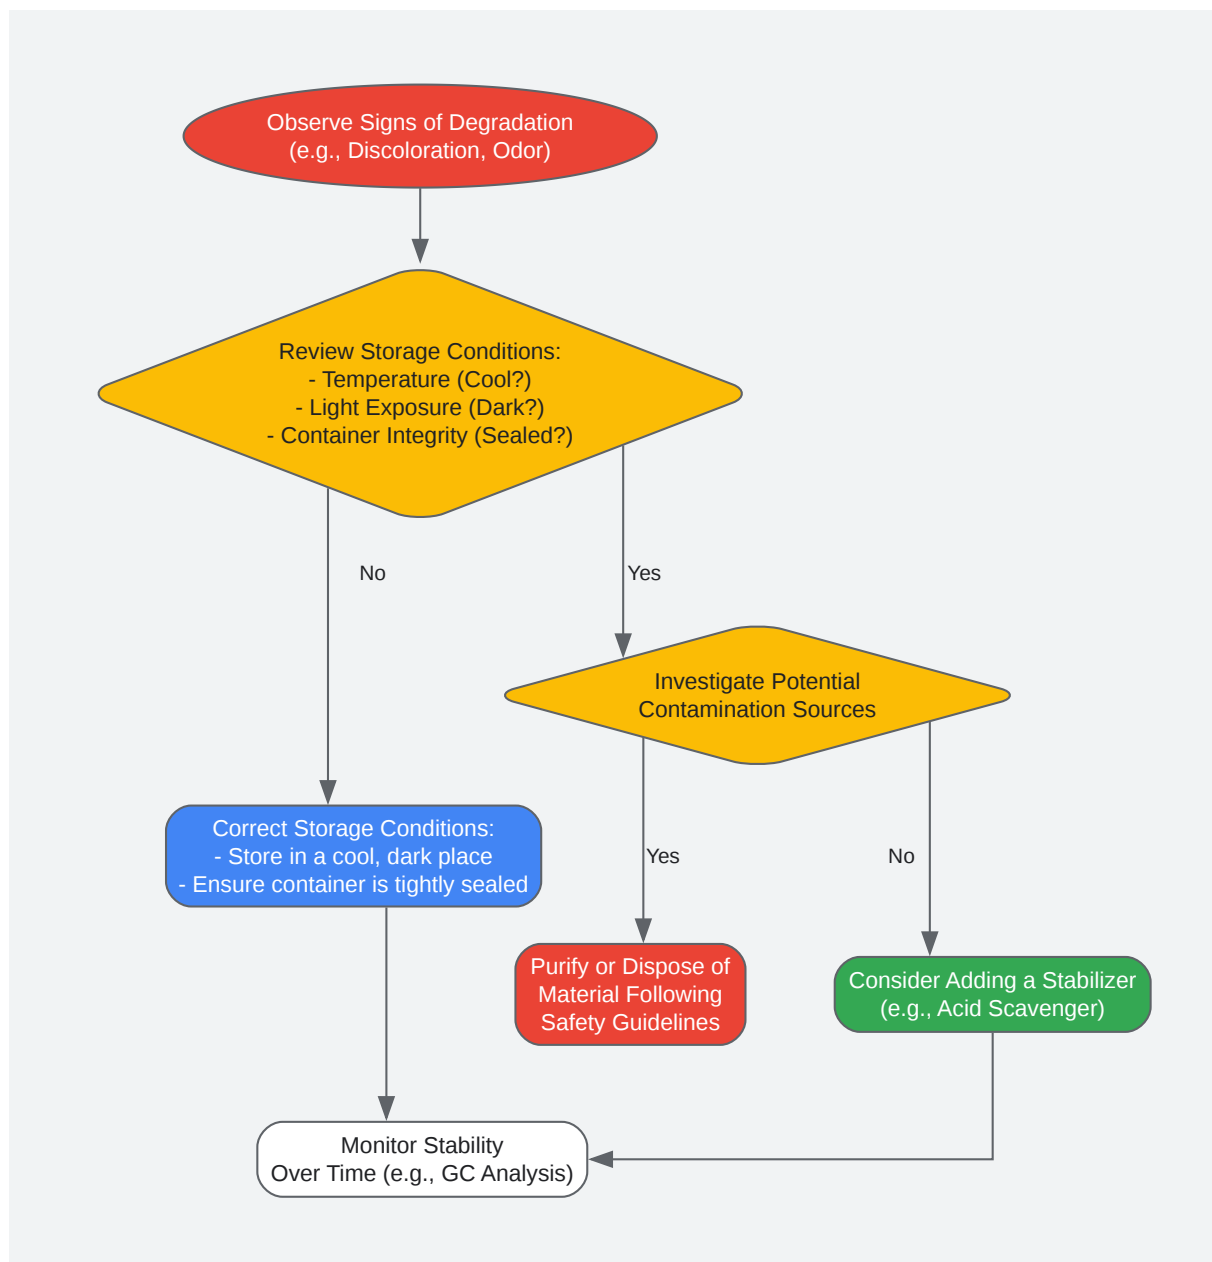 Observe Signs of Degradation
(e.g., Discoloration, Odor)
Review Storage Conditions:
- Temperature (Cool?)
- Light Exposure (Dark?)
- Container Integrity (Sealed?)
No
Yes
Investigate Potential
Contamination Sources
Correct Storage Conditions:
- Store in a cool, dark place
- Ensure container is tightly sealed
Yes
No
Purify or Dispose of
Material Following
Safety Guidelines
Consider Adding a Stabilizer
(e.g., Acid Scavenger)
Monitor Stability
Over Time (e.g., GC Analysis)